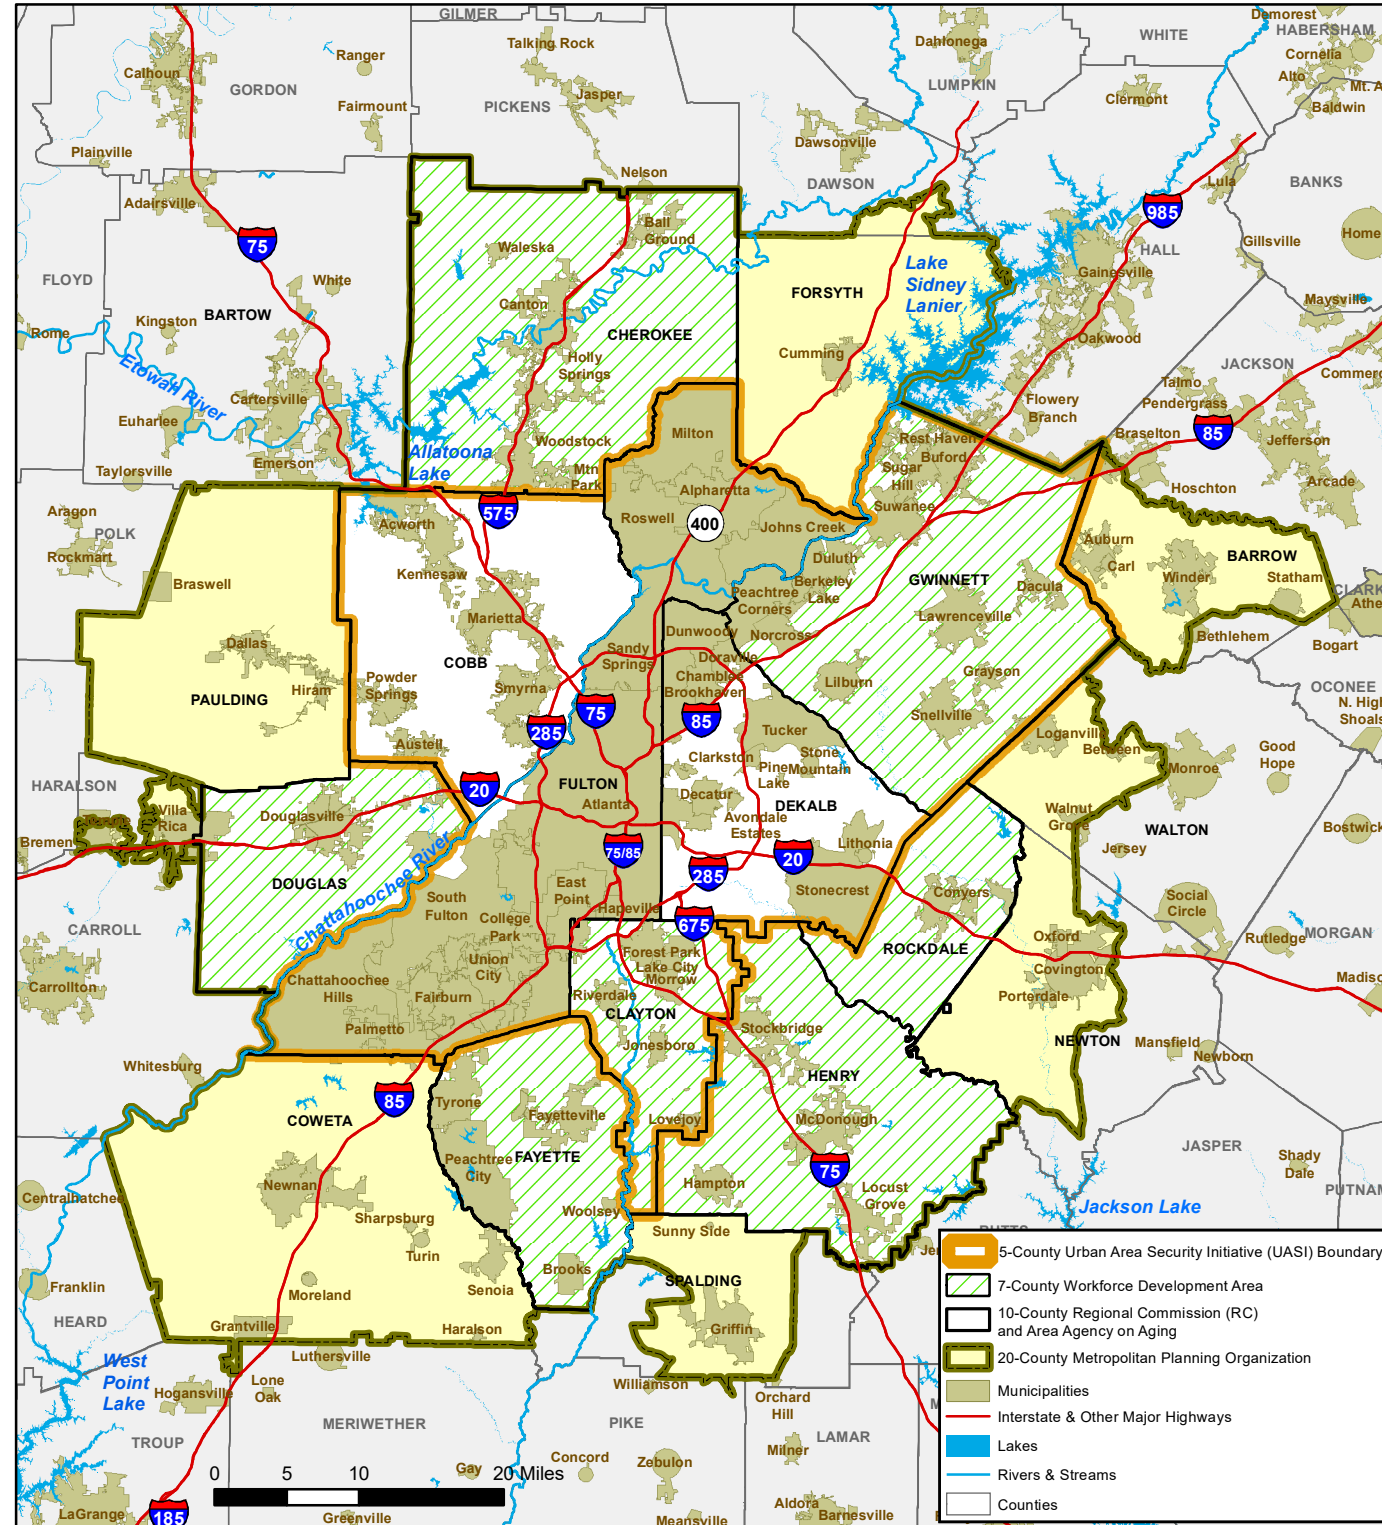 GILMER
Demorest
HABERSHAM
WHITE
Talking Rock
Dahlonega
Cornelia
Ranger
Calhoun
Alto
Mt. A
GORDON
PICKENS
Jasper
LUMPKIN
Clermont
Baldwin
Fairmount
Dawsonville
Plainville
Nelson
DAWSON
Lula
BANKS
Adairsville
985
Ball
Ground
Homer
75
Waleska
HALL
Gillsville
Lake
Sidney
Lanier
Gainesville
FLOYD
White
FORSYTH
Maysville
Canton
BARTOW
Kingston
CHEROKEE
Rome
Oakwood
Etowah River
Holly
Springs
Cumming
JACKSON
Talmo
Commerc
Cartersville
Pendergrass
Flowery
Branch
Euharlee
Milton
Braselton
85
Jefferson
Woodstock
Rest Haven
Allatoona
Lake
Buford
Emerson
Taylorsville
Mtn
Park
Sugar
Hill
Arcade
Alpharetta
Hoschton
Aragon
575
Suwanee
POLK
Acworth
Roswell
400
Johns Creek
Auburn
Rockmart
Duluth
BARROW
Carl
Kennesaw
GWINNETT
Winder
Statham
Braswell
Berkeley
Lake
Dacula
CLARK
Peachtree
Corners
Athe
Marietta
Lawrenceville
Dunwoody
Norcross
Bethlehem
Bogart
Dallas
Sandy
Springs
Doraville
COBB
Chamblee
Grayson
Powder
Springs
Brookhaven
Lilburn
OCONEE
Hiram
Smyrna
N. High
Shoals
PAULDING
75
85
Snellville
285
Tucker
Loganville
Austell
Between
Good
Hope
Clarkston
Stone
Mountain
Pine
Lake
Monroe
HARALSON
20
FULTON
Villa
Rica
Atlanta
Decatur
DEKALB
Walnut
Grove
Douglasville
Avondale
Estates
WALTON
Bostwick
Bremen
Lithonia
Jersey
75/85
20
285
DOUGLAS
East
Point
Stonecrest
Conyers
Chattahoochee River
South
Fulton
Hapeville
Social
Circle
College
Park
675
CARROLL
Oxford
Rutledge
MORGAN
ROCKDALE
Forest Park
Union
City
Lake City
Covington
Madiso
Carrollton
Chattahoochee
Hills
Morrow
Fairburn
Riverdale
Porterdale
CLAYTON
Palmetto
Stockbridge
NEWTON
Jonesboro
Mansfield
Newborn
Whitesburg
HENRY
85
Tyrone
COWETA
Fayetteville
Lovejoy
McDonough
JASPER
Peachtree
City
FAYETTE
Shady
Dale
75
Newnan
Hampton
Locust
Grove
PUTNAM
Centralhatchee
Jackson Lake
Sharpsburg
Woolsey
Sunny Side
BUTTS
Turin
Je
5-County Urban Area Security Initiative (UASI) Boundary
Brooks
Franklin
Moreland
Senoia
SPALDING
7-County Workforce Development Area
10-County Regional Commission (RC)
and Area Agency on Aging
HEARD
Grantville
Haralson
Griffin
20-County Metropolitan Planning Organization
West
Point
Lake
Luthersville
Lone
Oak
Williamson
Municipalities
Hogansville
Orchard
Hill
Interstate & Other Major Highways
MERIWETHER
PIKE
LAMAR
TROUP
Milner
Lakes
Concord
Zebulon
Gay
0 5 10 20 Miles
Rivers & Streams
Aldora
Counties
LaGrange
185
Greenville
Meansville
Barnesville